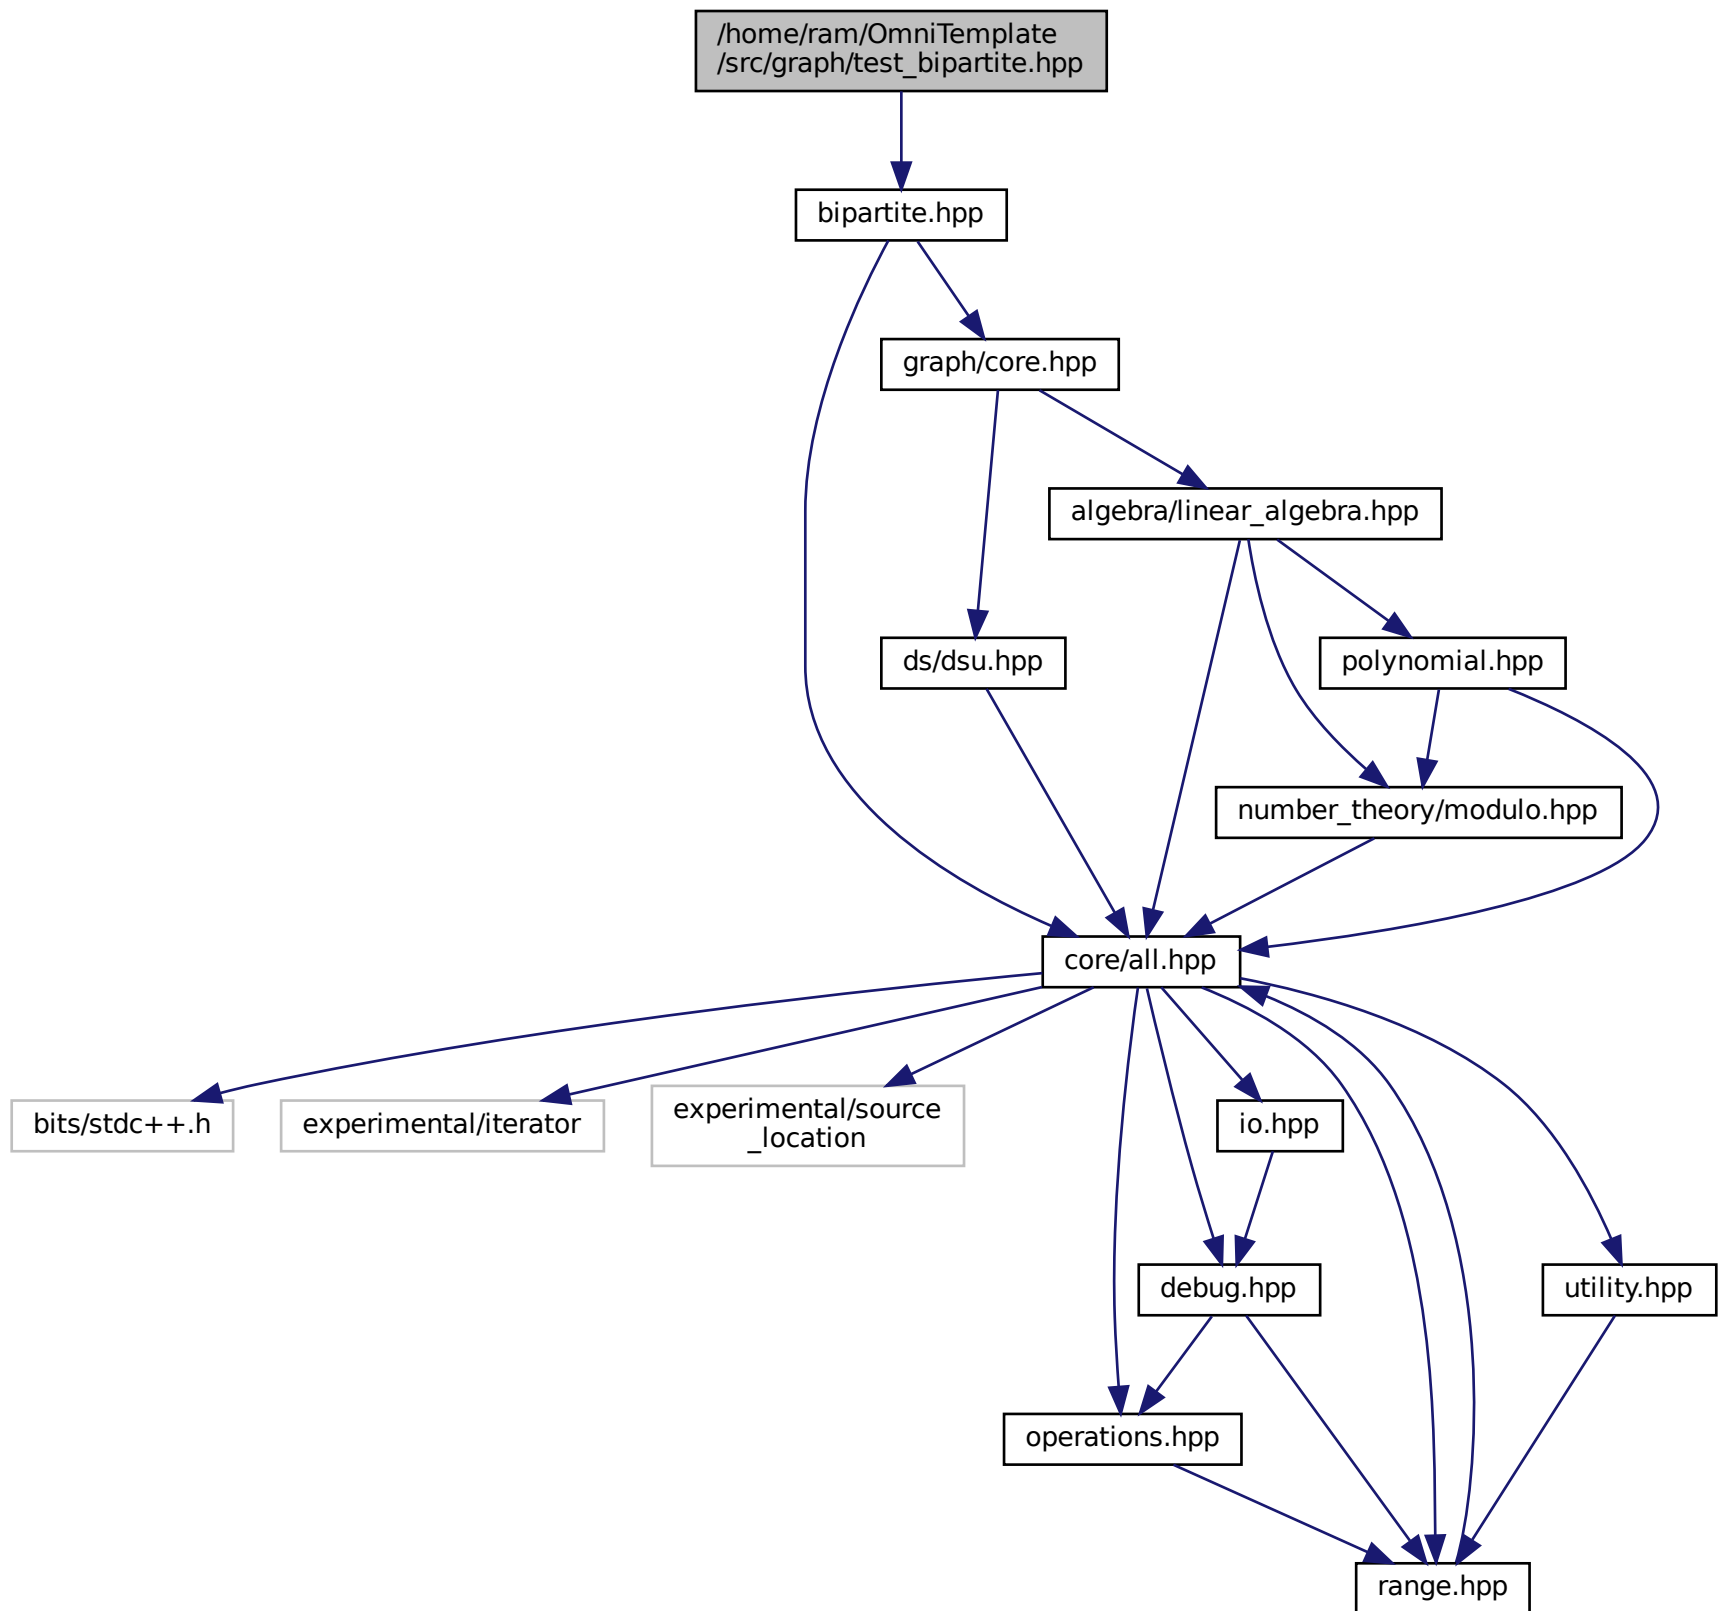 /home/ram/OmniTemplate
/src/graph/test_bipartite.hpp
bipartite.hpp
graph/core.hpp
algebra/linear_algebra.hpp
ds/dsu.hpp
polynomial.hpp
number_theory/modulo.hpp
core/all.hpp
bits/stdc++.h
experimental/iterator
experimental/source
_location
io.hpp
debug.hpp
utility.hpp
operations.hpp
range.hpp